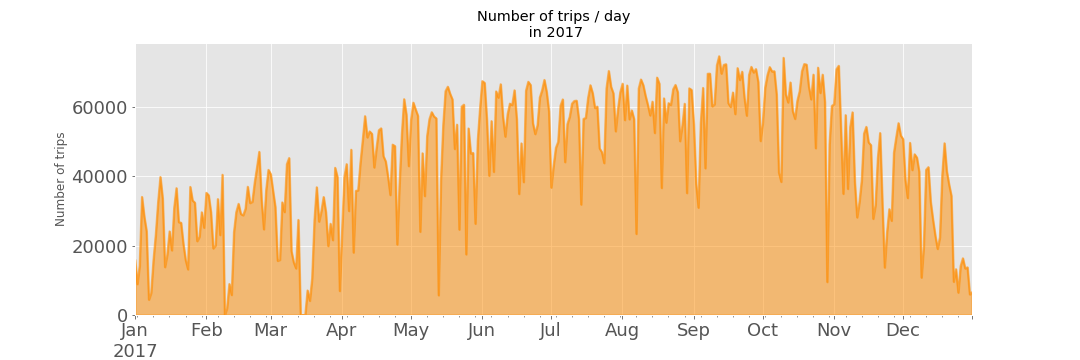 Number of trips / day
in 2017
Number of trips
60000
40000
20000
0
Jan Feb Mar Apr May Jun Jul Aug Sep Oct Nov Dec
2017